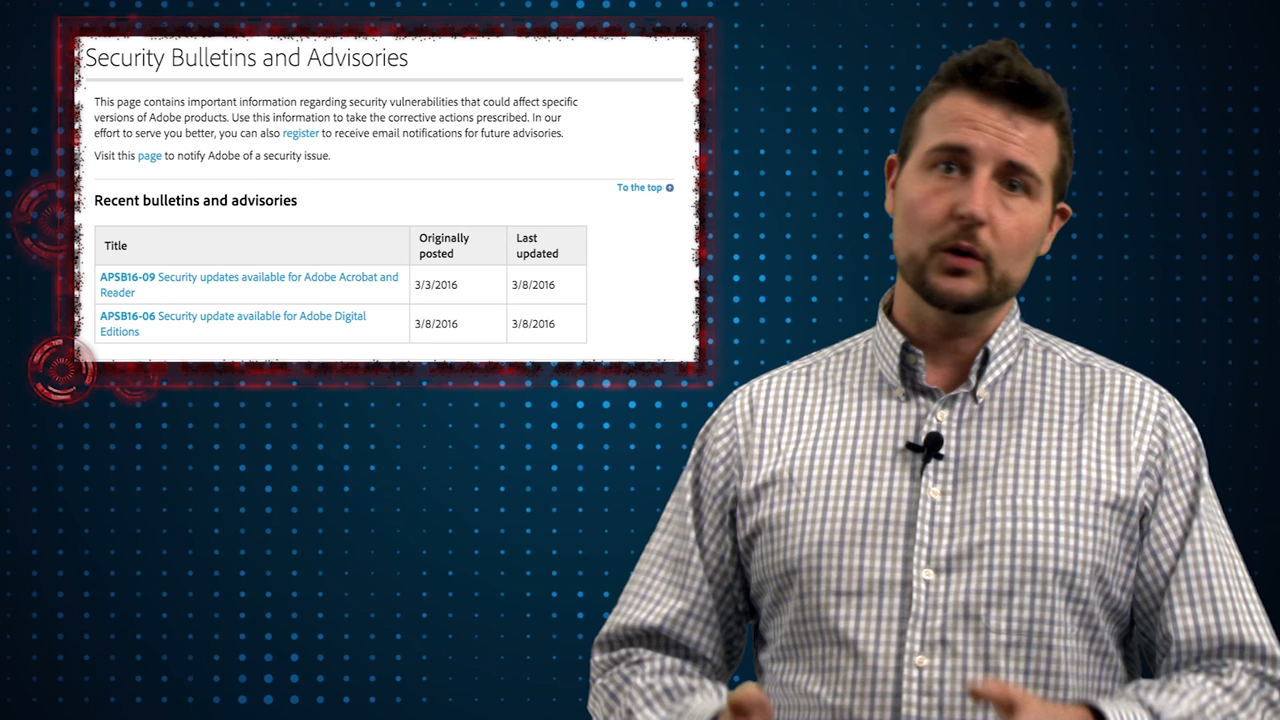 Security Bulletins and Advisories
This page contains important information regarding security vulnerabilities that could affect specific
versions of Adobe products. Use this information to take the corrective actions prescribed. In our
effort to serve you better, you can also register to receive email notifications for future advisories.
Visit this page to notify Adobe of a security issue.
To the top
Recent bulletins and advisories
Title
Originally
posted
Last
updated
APSB16-09 Security updates available for Adobe Acrobat and
Reader
3/3/2016
3/8/2016
APSB16-06 Security update available for Adobe Digital
Editions
3/8/2016
3/8/2016